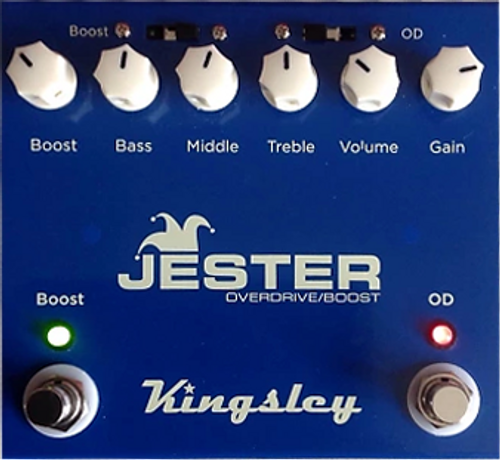 Boost OD
Boost Bass Middle Treble Volume Gain
JESTER
OVERDRIVE/BOOST
Boost OD
Kingsley